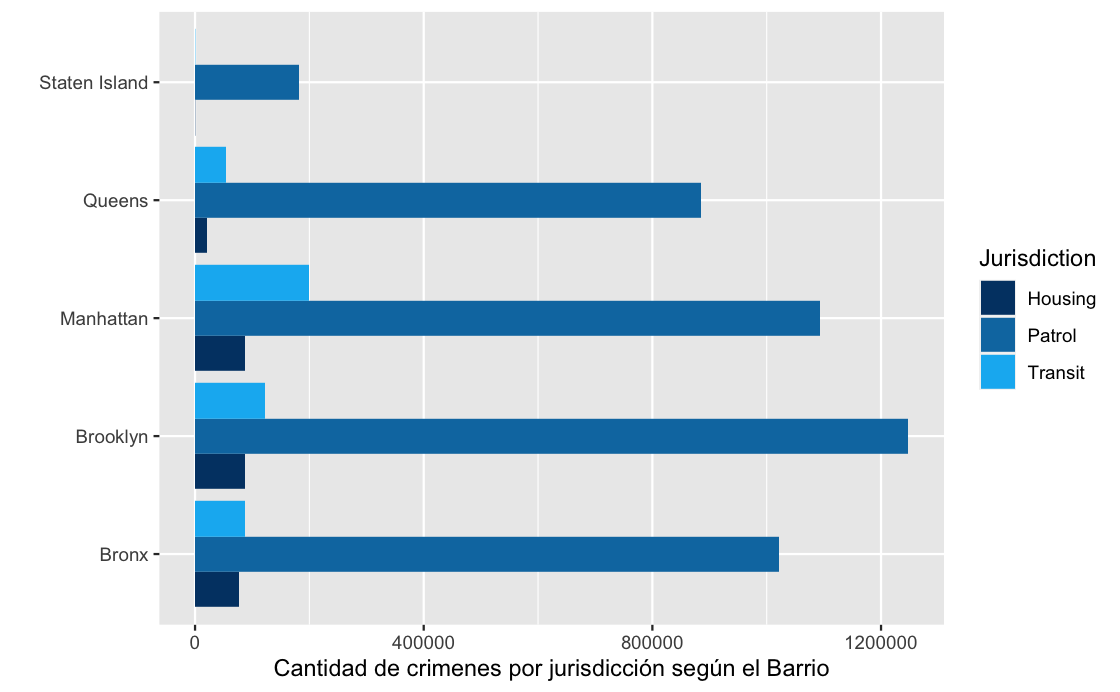 Staten Island
Queens
Manhattan
Brooklyn
Bronx
0 400000 800000 1200000
Cantidad de crimenes por jurisdicción según el Barrio
Jurisdiction
Housing
Patrol
Transit